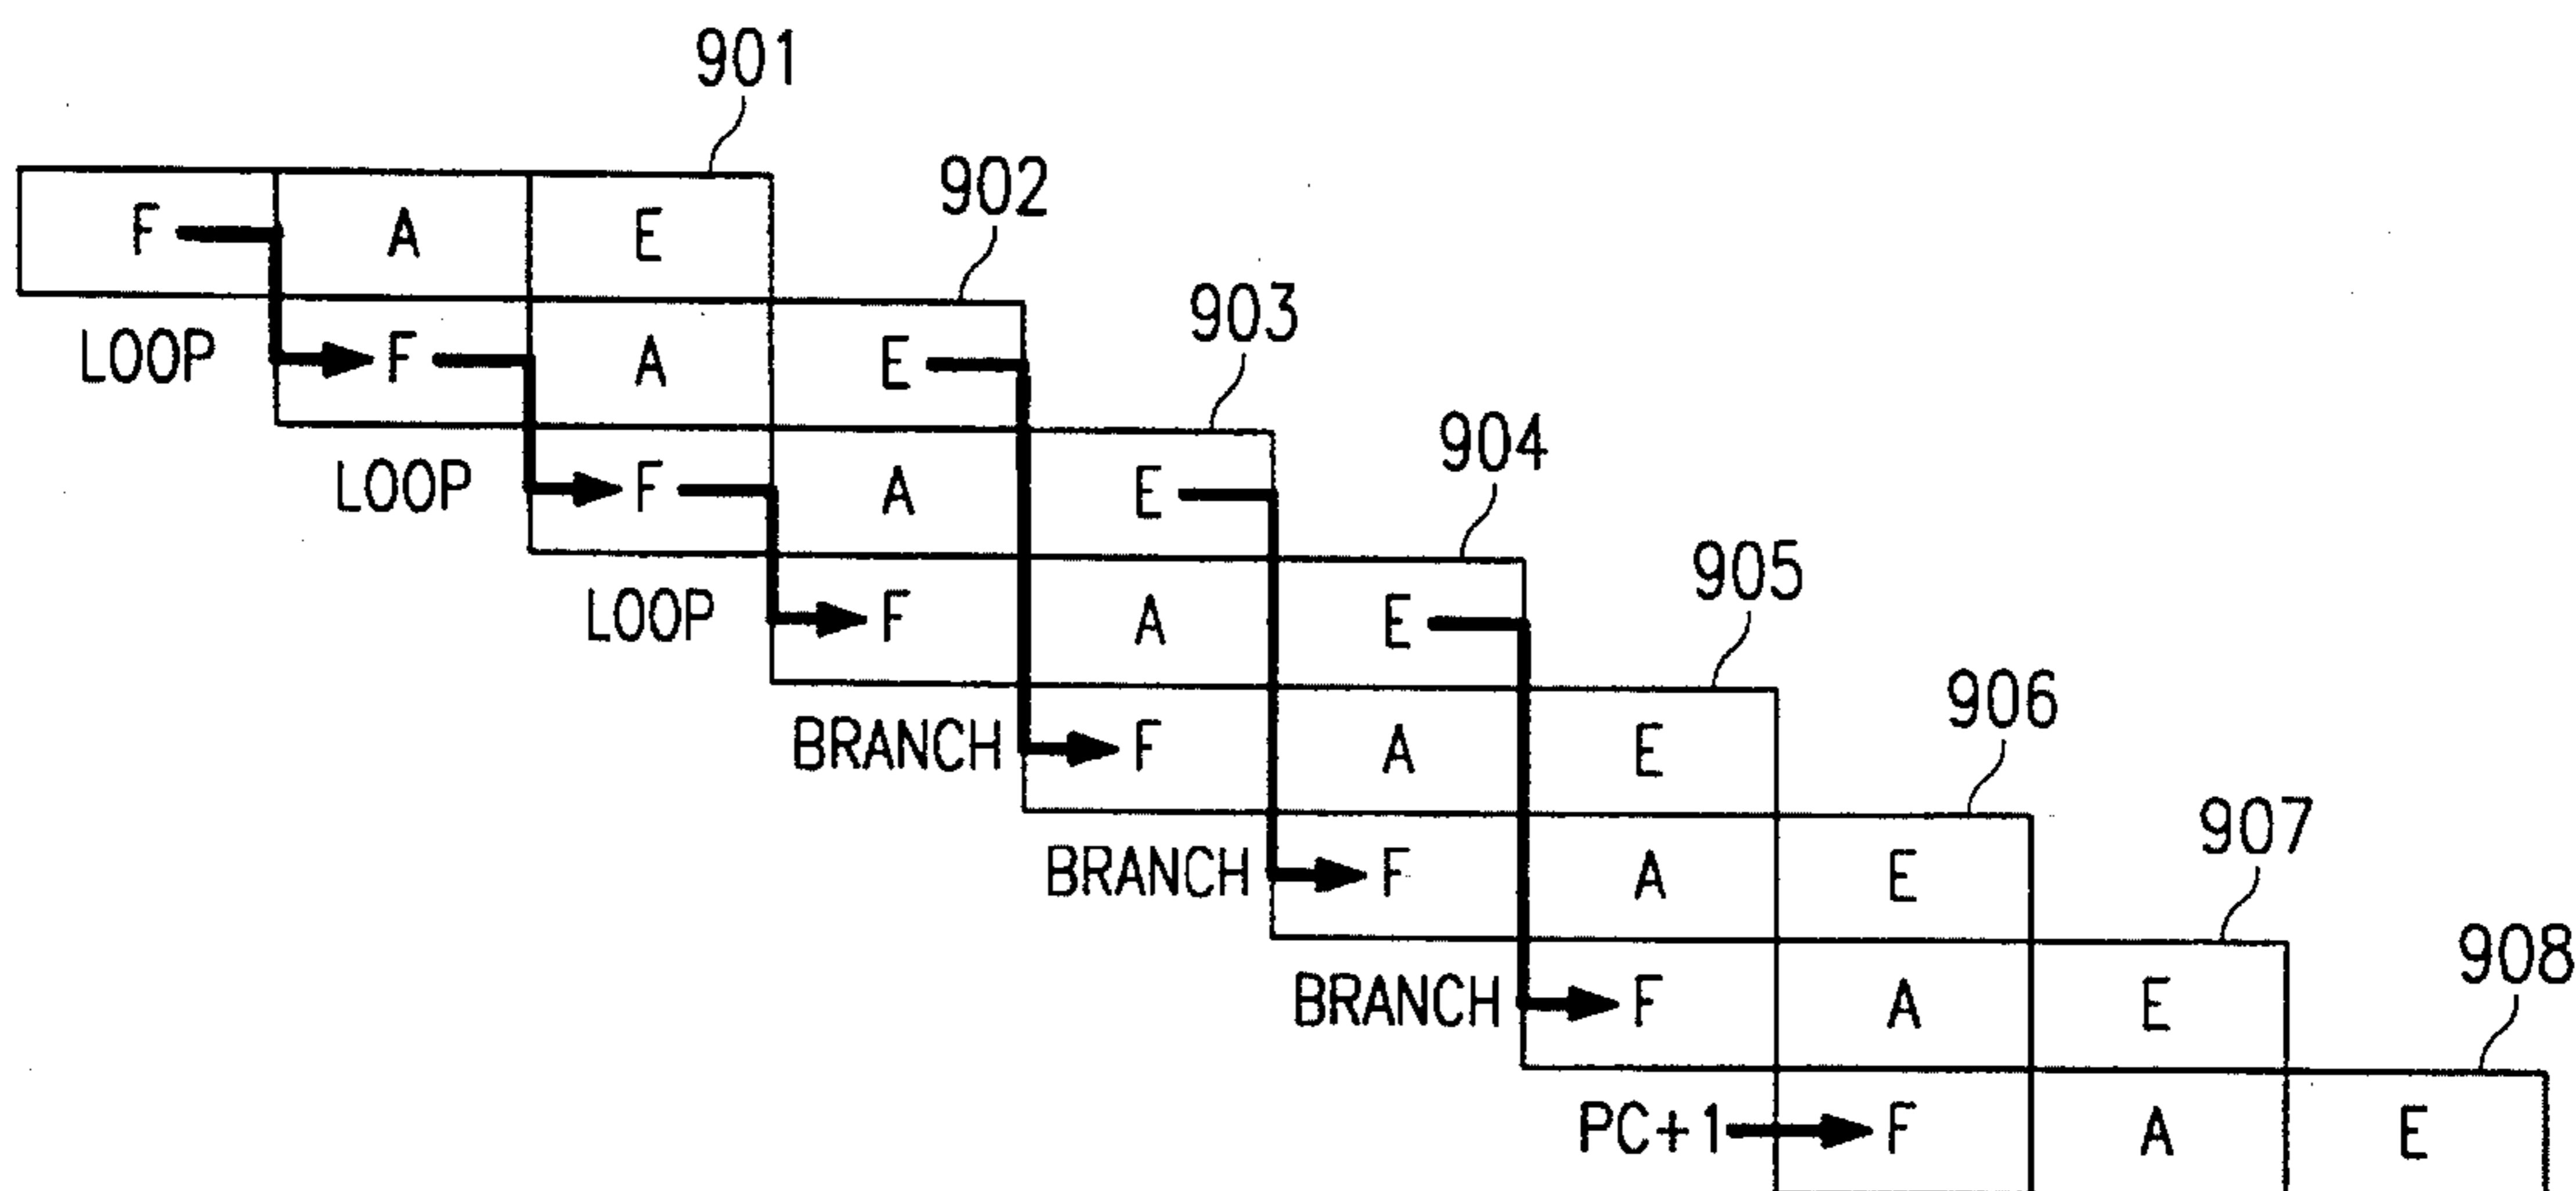 901
902
F A E
903
LOOP F A E
904
LOOP F A E
905
LOOP F A E
906
BRANCH F A E
907
BRANCH F A E
908
BRANCH F A E
PC+1 F A E